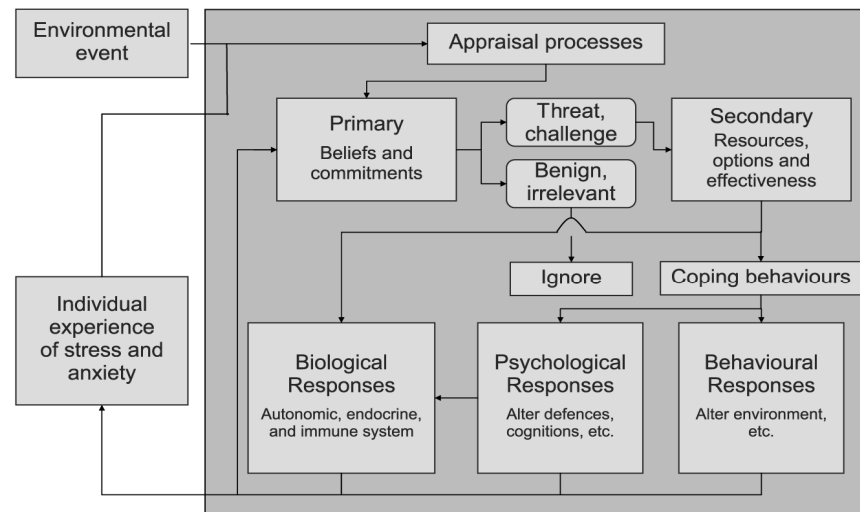 Environmental
event
Appraisal processes
Primary
Beliefs and
commitments
Threat,
challenge
Benign,
irrelevant
Secondary
Resources,
options and
effectiveness
Ignore
Coping behaviours
Individual
experience
of stress and
anxiety
Biological
Responses
Autonomic, endocrine,
and immune system
Psychological
Responses
Alter defences,
cognitions, etc.
Behavioural
Responses
Alter environment,
etc.